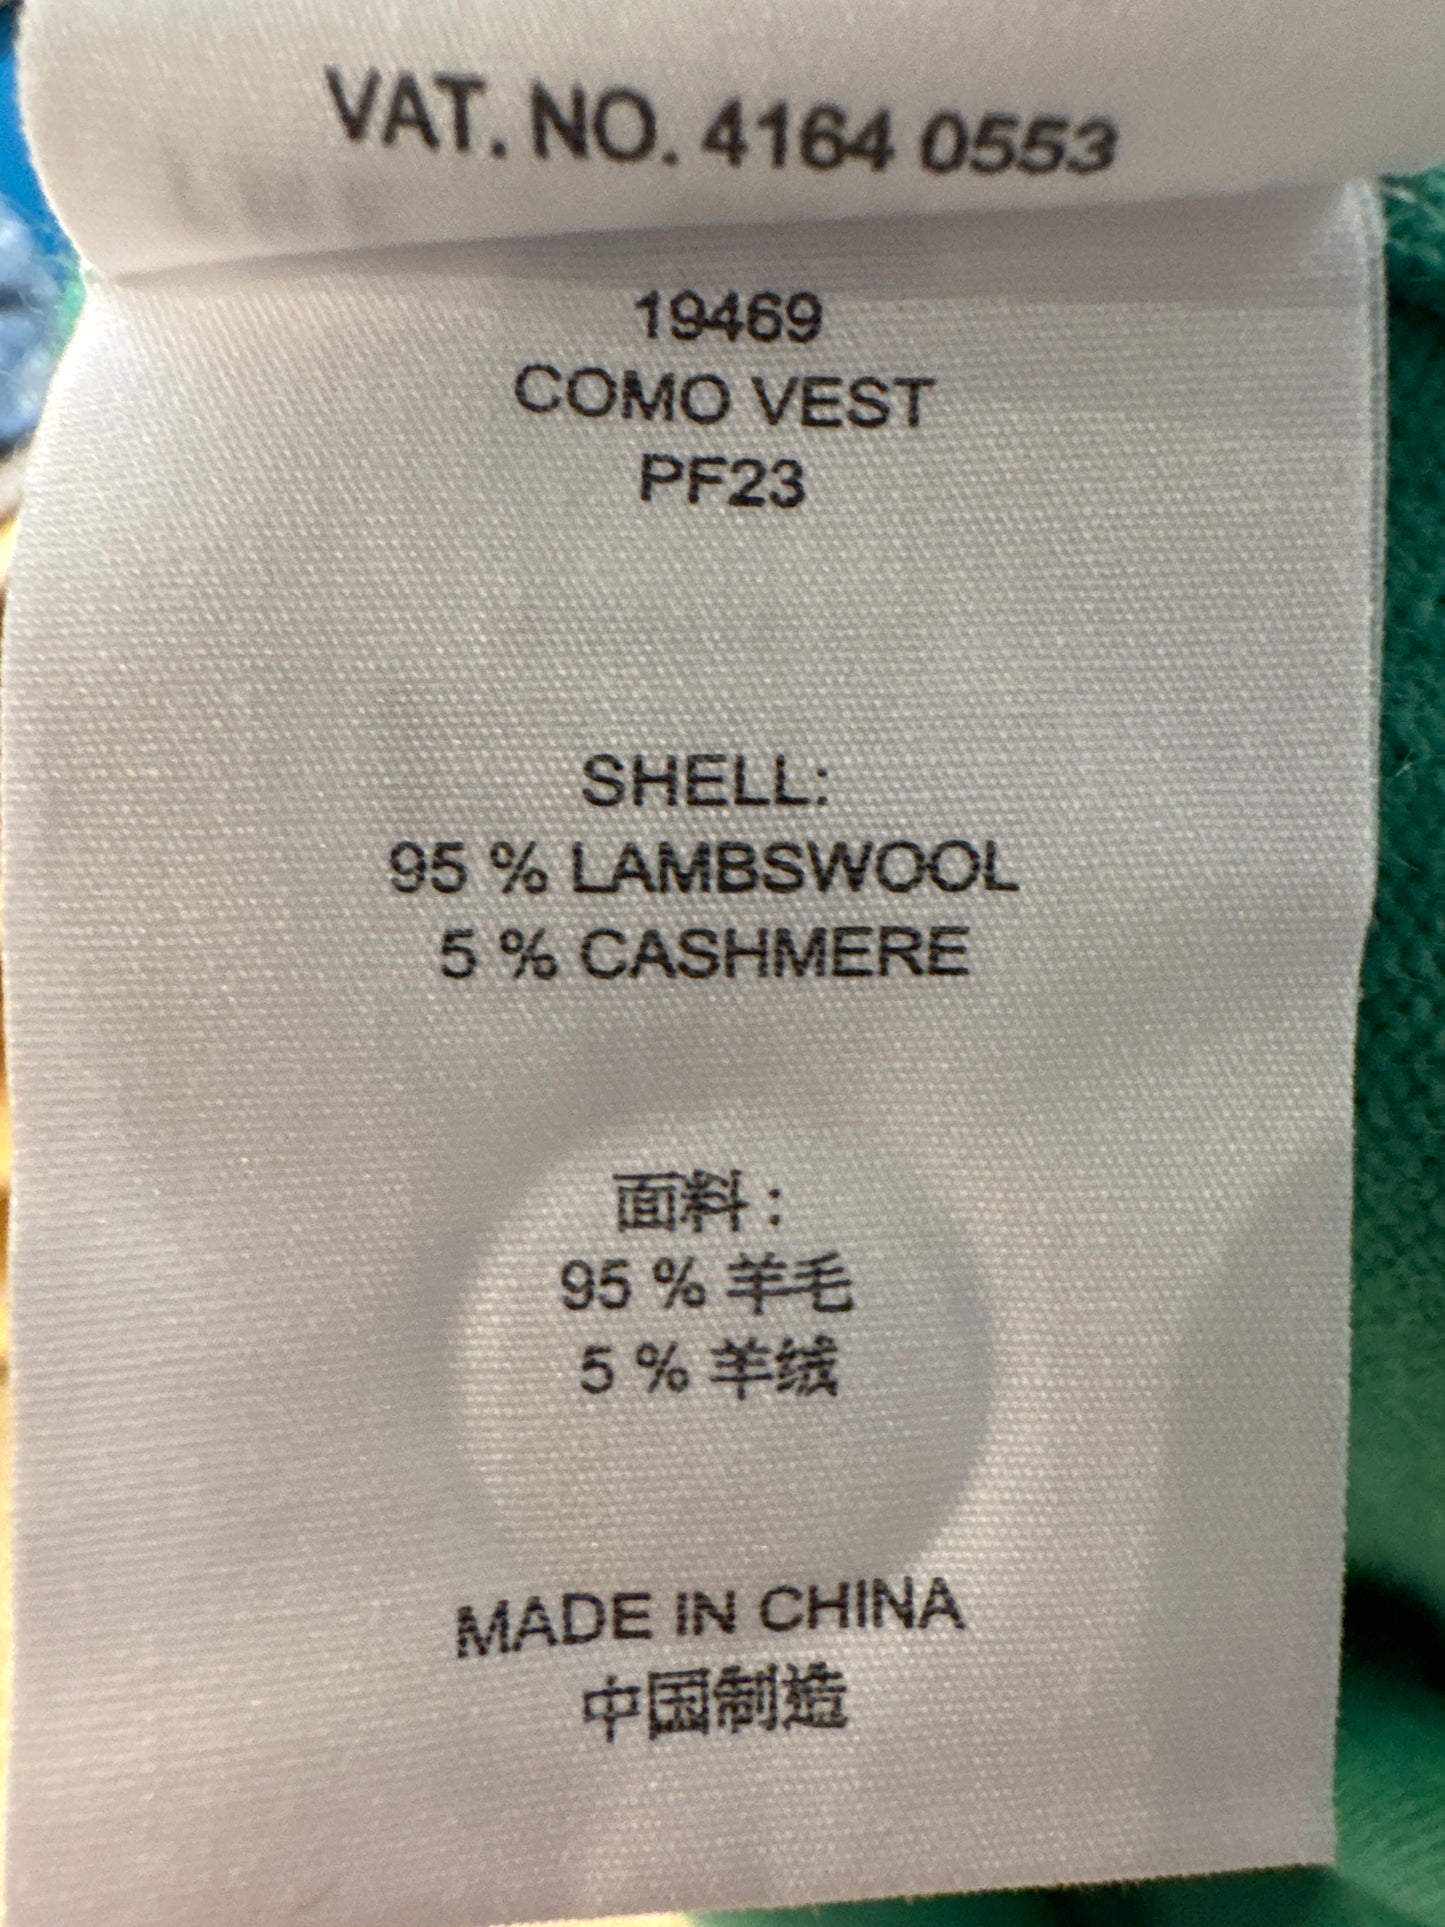 VAT. NO. 4164 0553
19469
COMO VEST
PF23
SHELL:
95 % LAMBSWOOL
5 % CASHMERE
面料:
95 % 羊毛
5 % 羊绒
MADE IN CHINA
中国制造